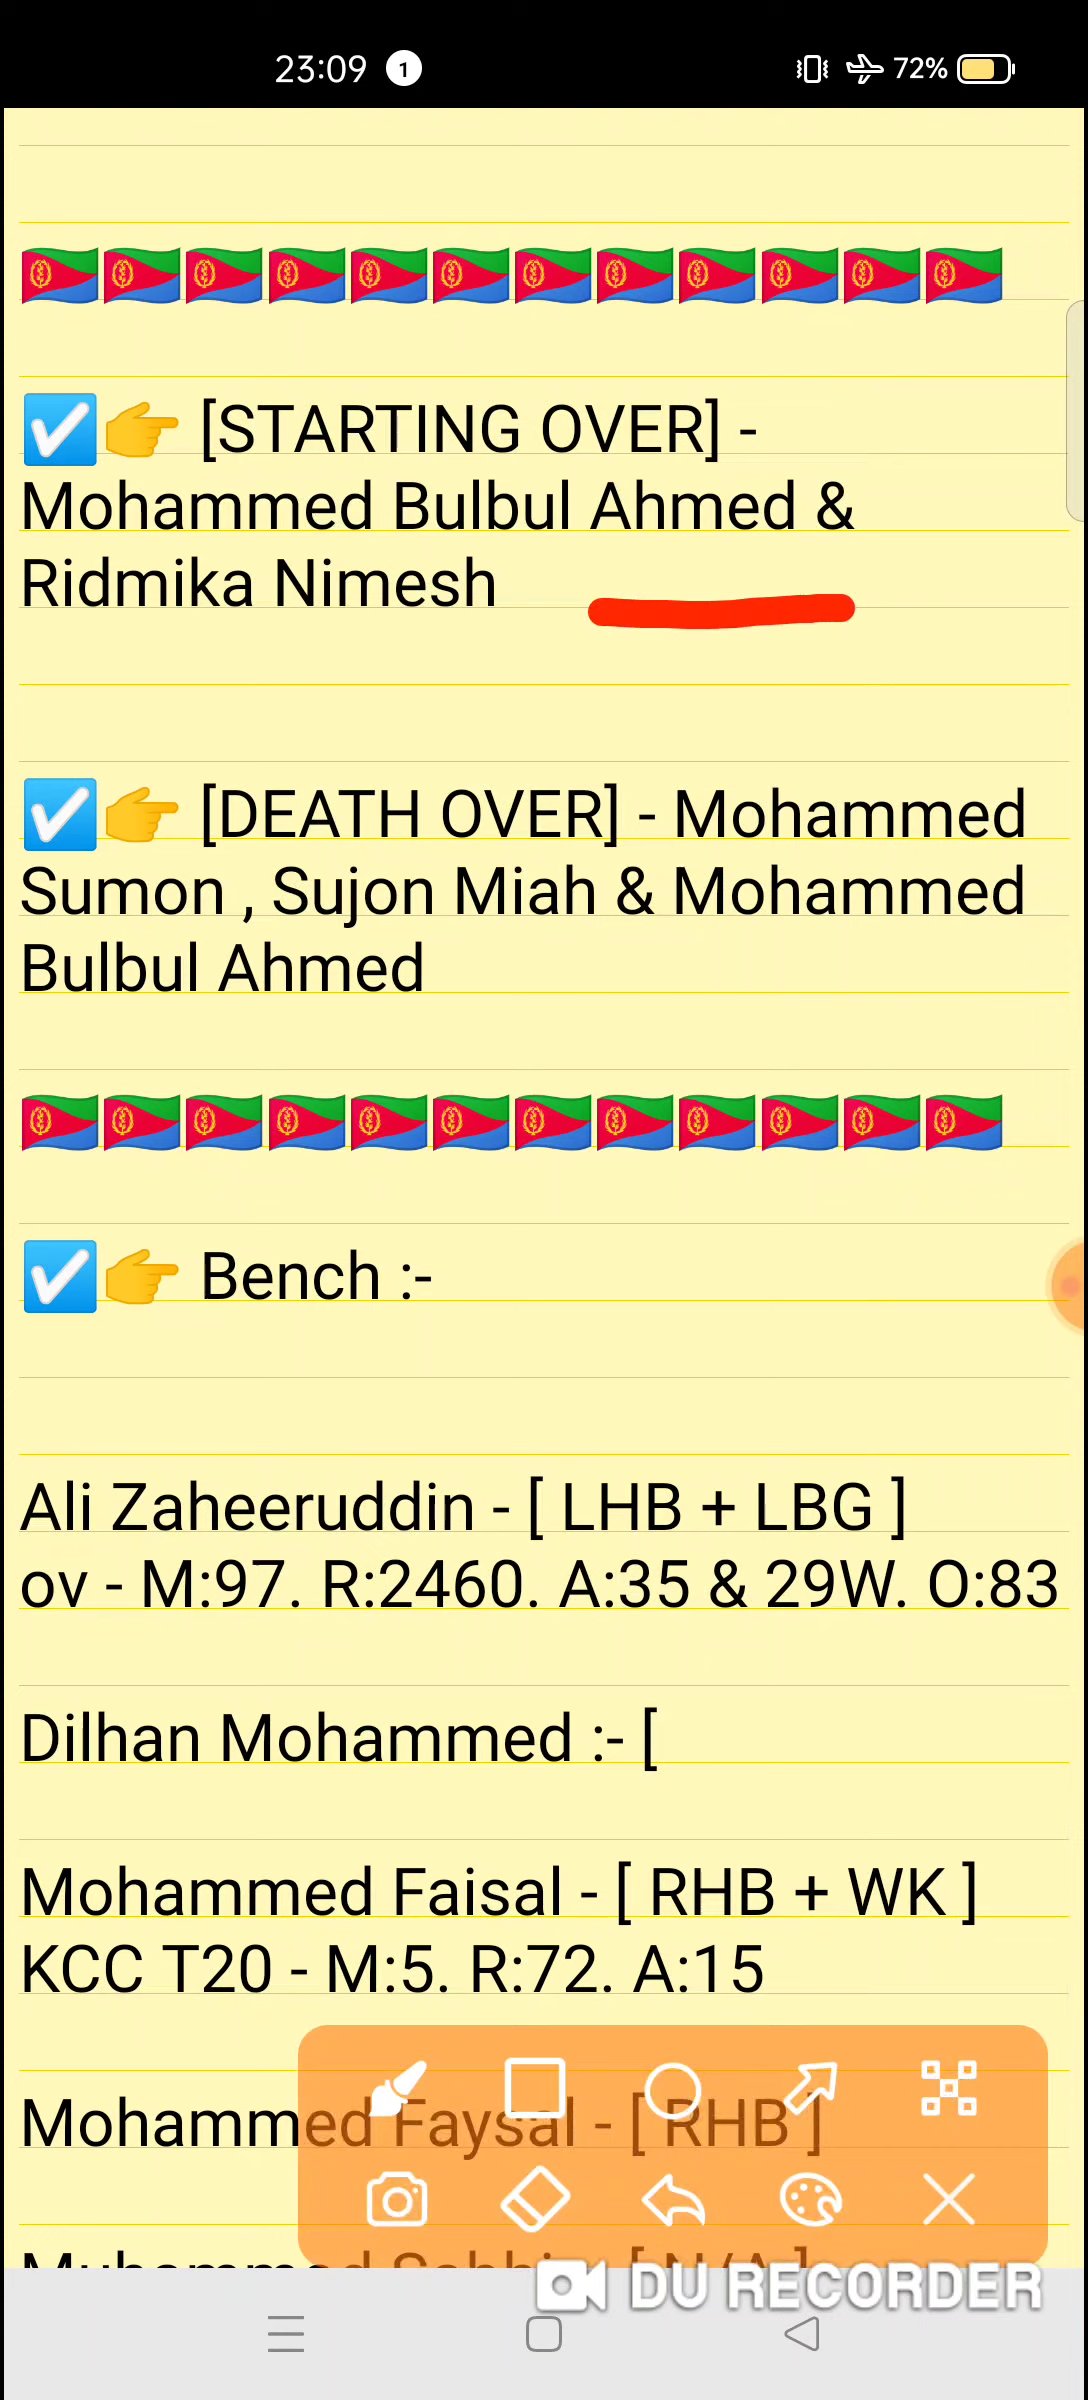 23:09 1 72%
🇪🇷🇪🇷🇪🇷🇪🇷🇪🇷🇪🇷🇪🇷🇪🇷🇪🇷🇪🇷🇪🇷🇪🇷
☑️👉 [STARTING OVER] -
Mohammed Bulbul Ahmed &
Ridmika Nimesh
☑️👉 [DEATH OVER] - Mohammed
Sumon , Sujon Miah & Mohammed
Bulbul Ahmed
🇪🇷🇪🇷🇪🇷🇪🇷🇪🇷🇪🇷🇪🇷🇪🇷🇪🇷🇪🇷🇪🇷🇪🇷
☑️👉 Bench :-
Ali Zaheeruddin - [ LHB + LBG ]
ov - M:97. R:2460. A:35 & 29W. O:83
Dilhan Mohammed :- [
Mohammed Faisal - [ RHB + WK ]
KCC T20 - M:5. R:72. A:15
Mohammed Faysal - [ RHB ]
- [ N/A ]
DU RECORDER